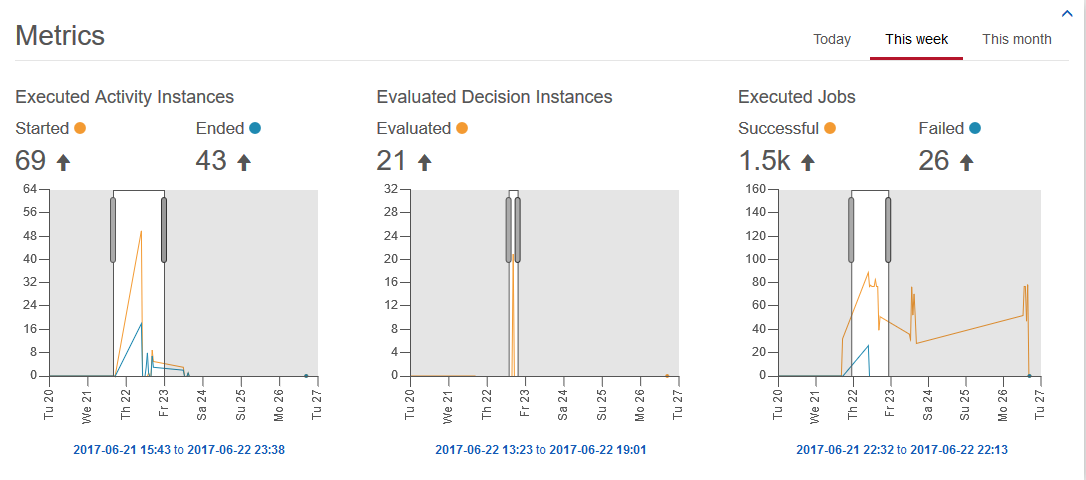 Metrics
Today This week This month
Executed Activity Instances
Started Ended
69 43
64
56
48
40
32
24
16
8
0
Tu 20 We 21 Th 22 Fr 23 Sa 24 Su 25 Mo 26 Tu 27
2017-06-21 15:43 to 2017-06-22 23:38
Evaluated Decision Instances
Evaluated
21
32
28
24
20
16
12
8
4
0
Tu 20 We 21 Th 22 Fr 23 Sa 24 Su 25 Mo 26 Tu 27
2017-06-22 13:23 to 2017-06-22 19:01
Executed Jobs
Successful Failed
1.5k 26
160
140
120
100
80
60
40
20
0
Tu 20 We 21 Th 22 Fr 23 Sa 24 Su 25 Mo 26 Tu 27
2017-06-21 22:32 to 2017-06-22 22:13